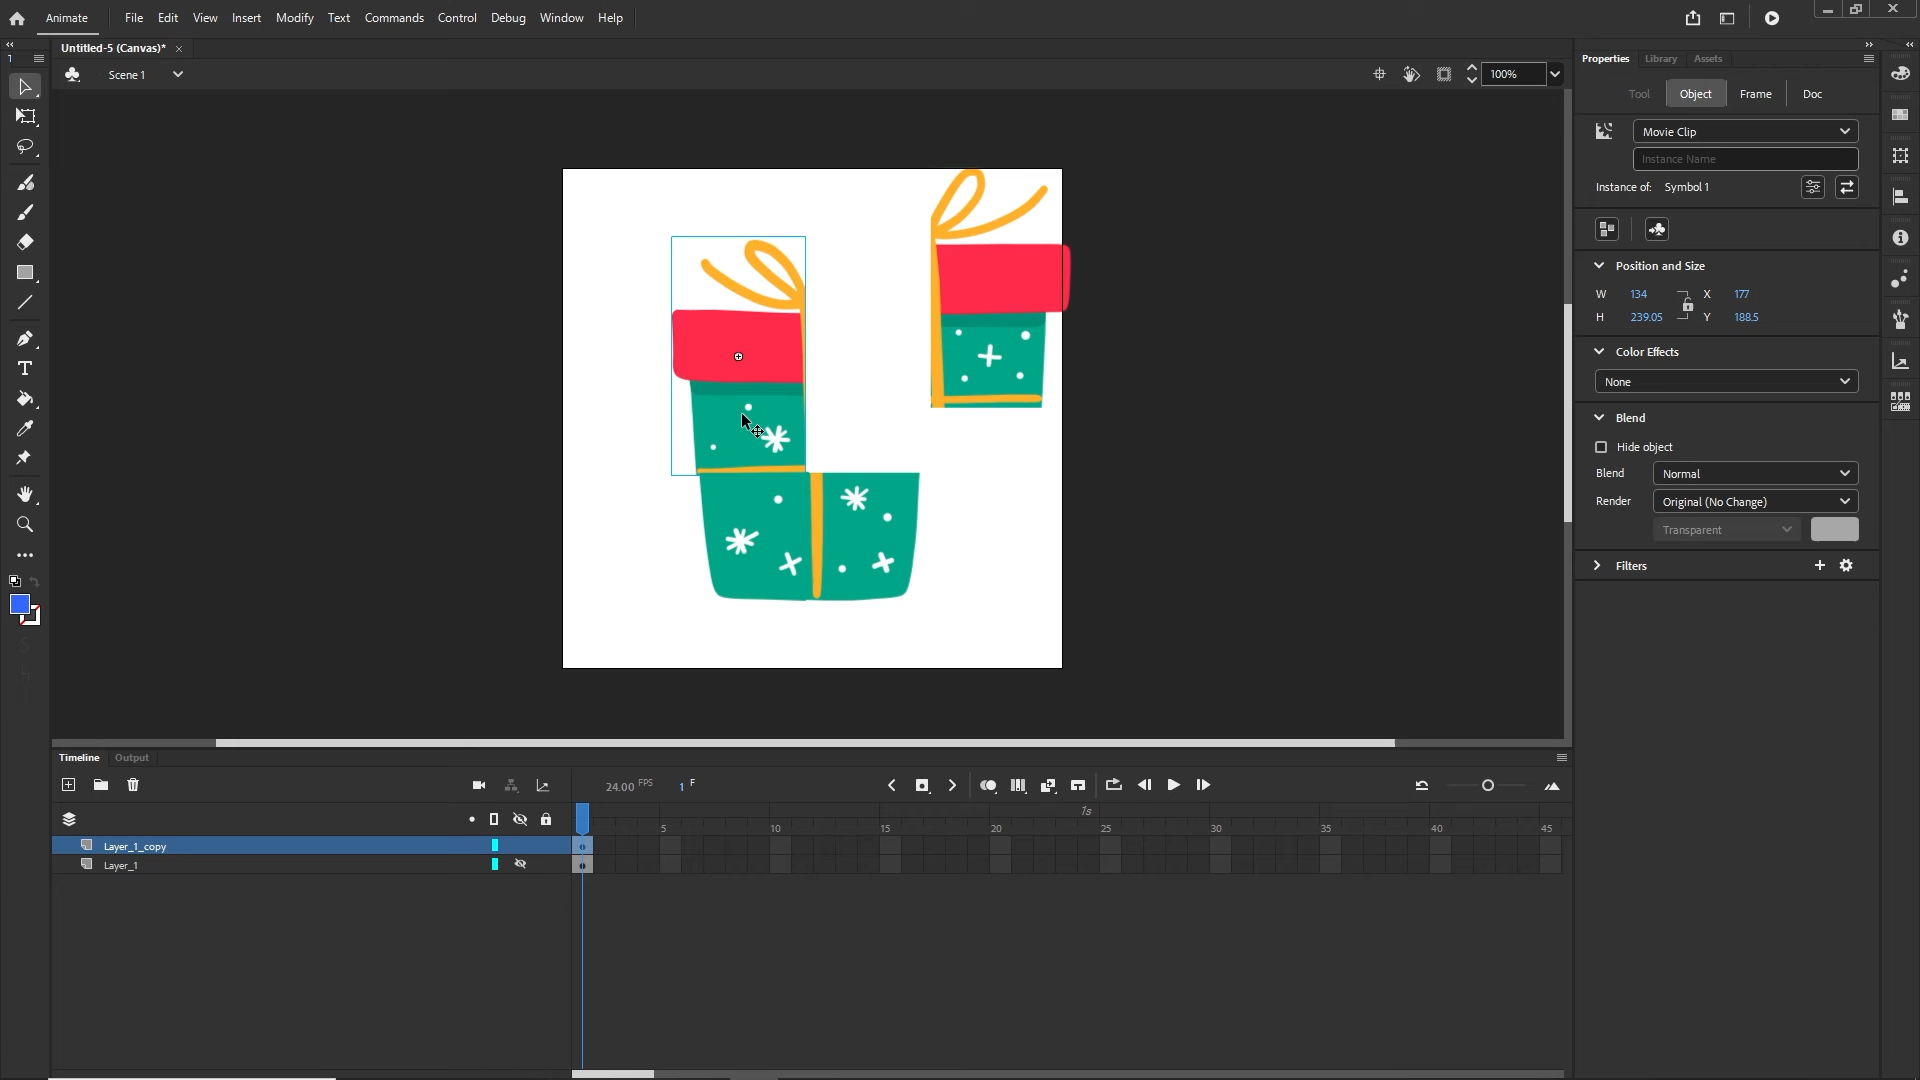 Animate File Edit View Insert Modify Text Commands Control Debug Window Help
Untitled-5 (Canvas)*
Scene 1
100%
Properties Library Assets
Tool Object Frame Doc
Movie Clip
Instance Name
Instance of: Symbol 1
Position and Size
W 134 X 177
H 239.05 Y 188.5
Color Effects
None
Blend
Hide object
Blend Normal
Render Original (No Change)
Transparent
Filters
Timeline Output
24.00 FPS 1 F
1s
5 10 15 20 25 30 35 40 45
Layer_1_copy
Layer_1